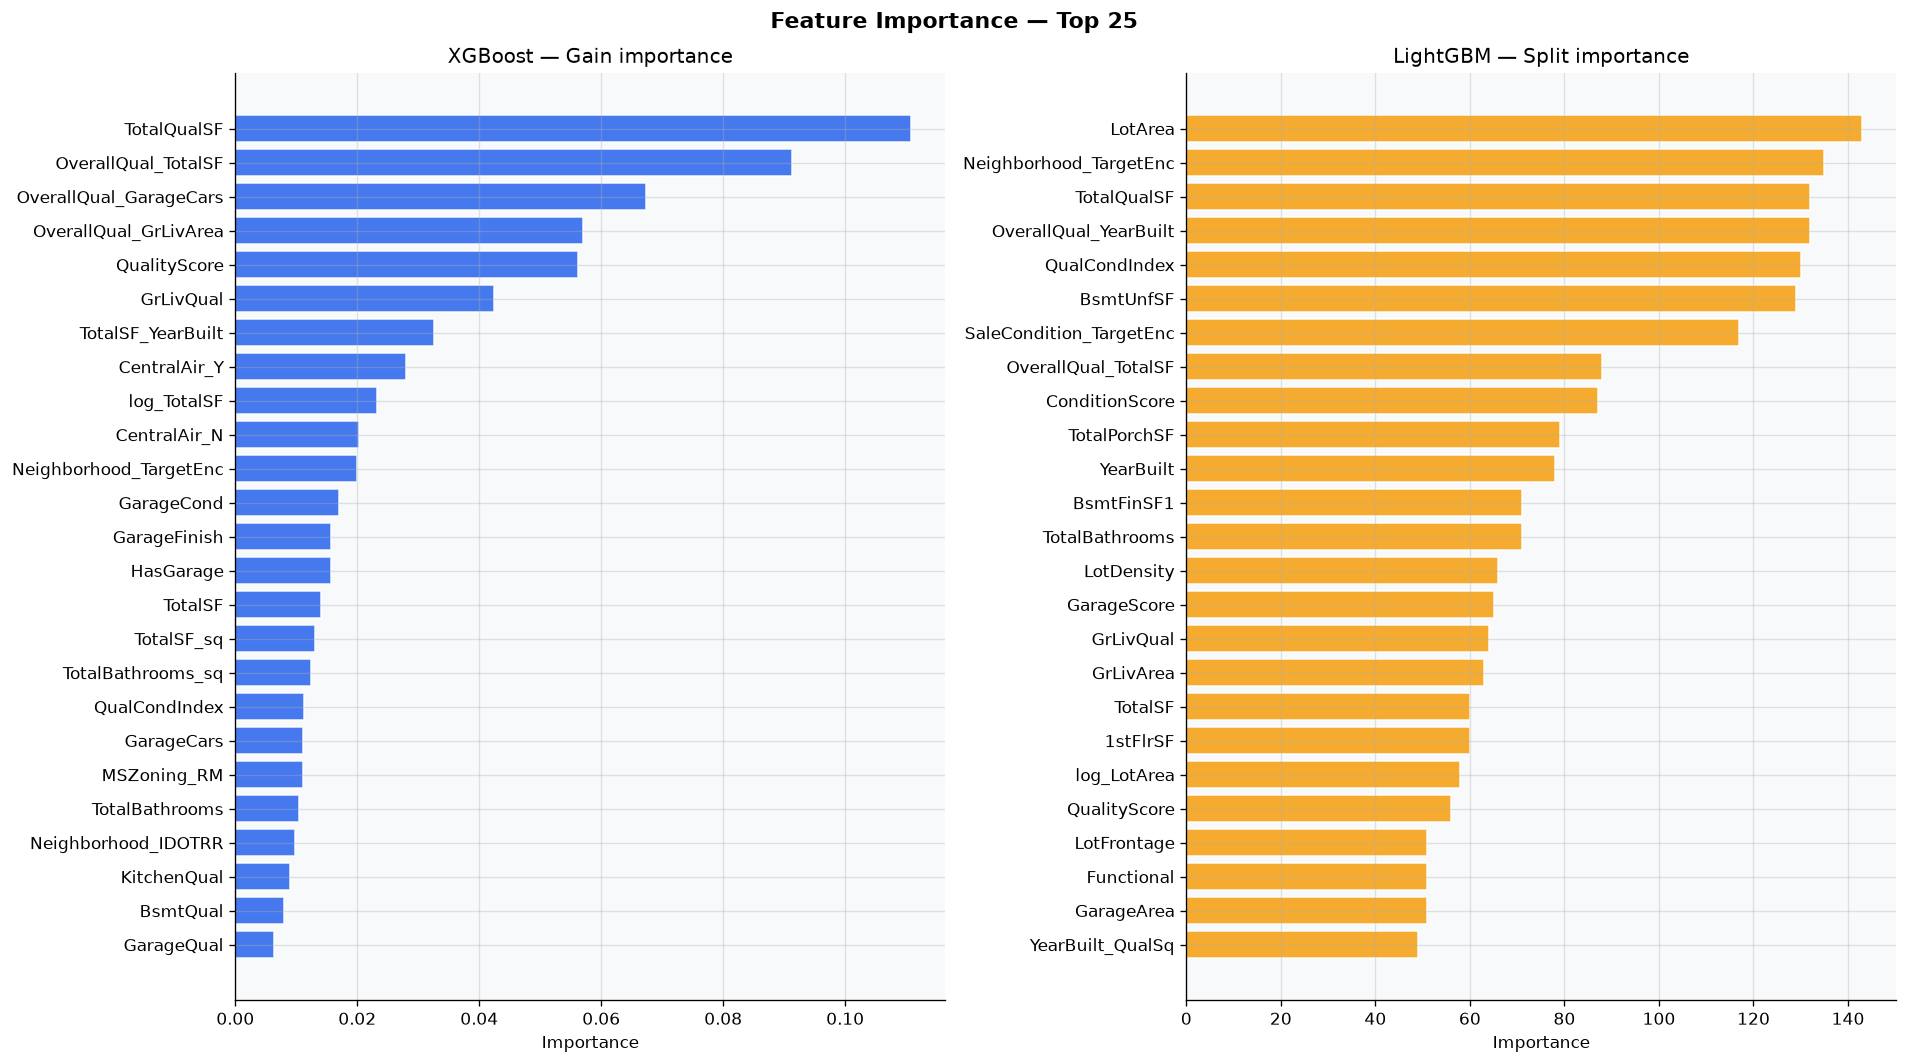 Feature Importance — Top 25
XGBoost — Gain importance
TotalQualSF
OverallQual_TotalSF
OverallQual_GarageCars
OverallQual_GrLivArea
QualityScore
GrLivQual
TotalSF_YearBuilt
CentralAir_Y
log_TotalSF
CentralAir_N
Neighborhood_TargetEnc
GarageCond
GarageFinish
HasGarage
TotalSF
TotalSF_sq
TotalBathrooms_sq
QualCondIndex
GarageCars
MSZoning_RM
TotalBathrooms
Neighborhood_IDOTRR
KitchenQual
BsmtQual
GarageQual
0.00 0.02 0.04 0.06 0.08 0.10
Importance
LightGBM — Split importance
LotArea
Neighborhood_TargetEnc
TotalQualSF
OverallQual_YearBuilt
QualCondIndex
BsmtUnfSF
SaleCondition_TargetEnc
OverallQual_TotalSF
ConditionScore
TotalPorchSF
YearBuilt
BsmtFinSF1
TotalBathrooms
LotDensity
GarageScore
GrLivQual
GrLivArea
TotalSF
1stFlrSF
log_LotArea
QualityScore
LotFrontage
Functional
GarageArea
YearBuilt_QualSq
0 20 40 60 80 100 120 140
Importance